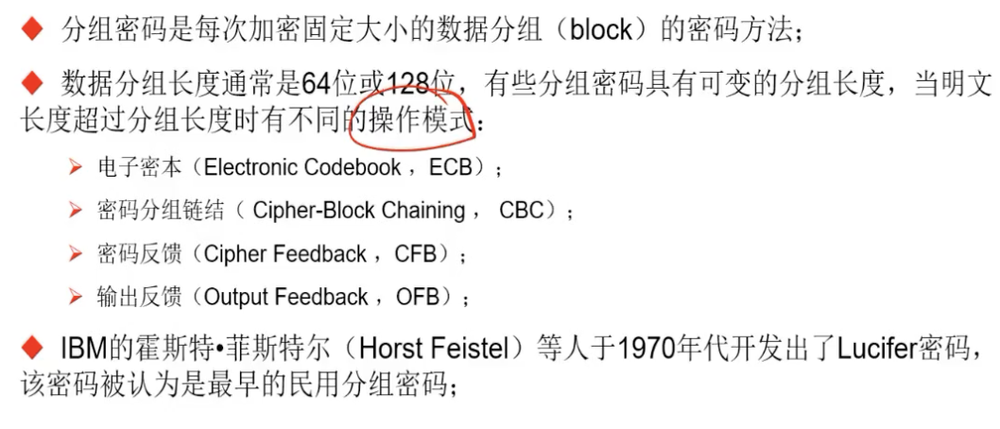 ◆ 分组密码是每次加密固定大小的数据分组（block）的密码方法；
◆ 数据分组长度通常是64位或128位，有些分组密码具有可变的分组长度，当明文
长度超过分组长度时有不同的操作模式：
➢ 电子密本（Electronic Codebook ，ECB）；
➢ 密码分组链结（ Cipher-Block Chaining ， CBC）；
➢ 密码反馈（Cipher Feedback ，CFB）；
➢ 输出反馈（Output Feedback ，OFB）；
◆ IBM的霍斯特•菲斯特尔（Horst Feistel）等人于1970年代开发出了Lucifer密码，
该密码被认为是最早的民用分组密码；